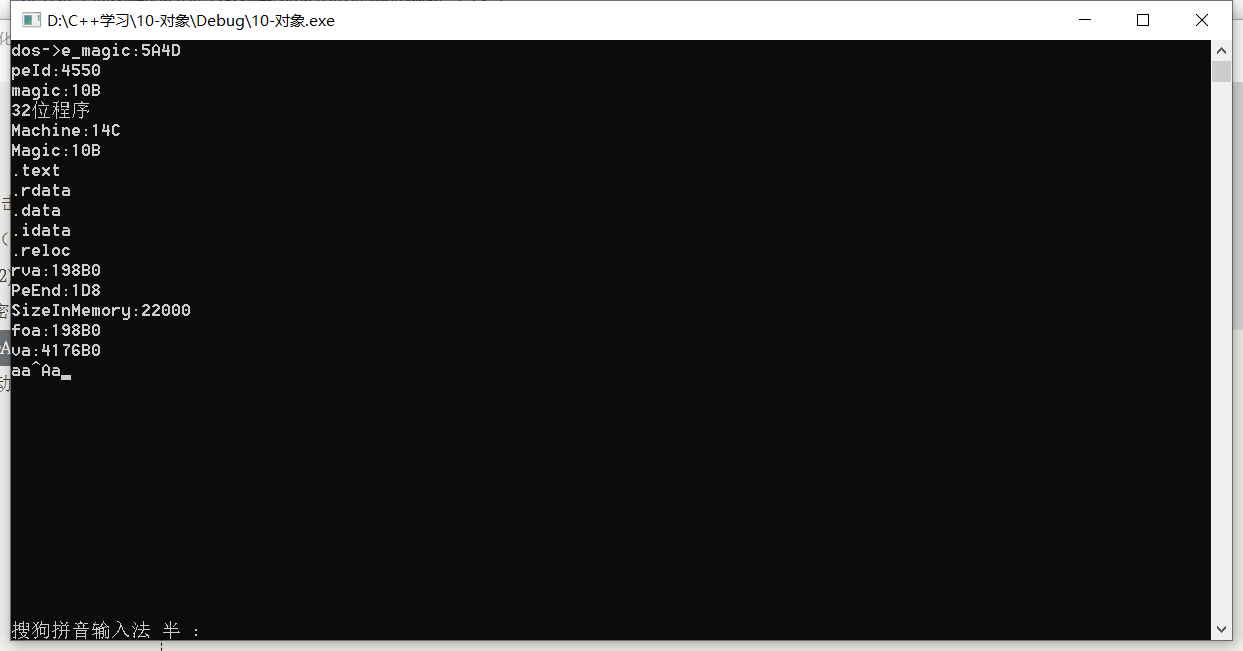 D:\C++学习\10-对象\Debug\10-对象.exe
dos->e_magic:5A4D
peId:4550
magic:10B
32位程序
Machine:14C
Magic:10B
.text
.rdata
.data
.idata
.reloc
rva:198B0
PeEnd:1D8
SizeInMemory:22000
foa:198B0
va:4176B0
aa^Aa
搜狗拼音输入法 半 :